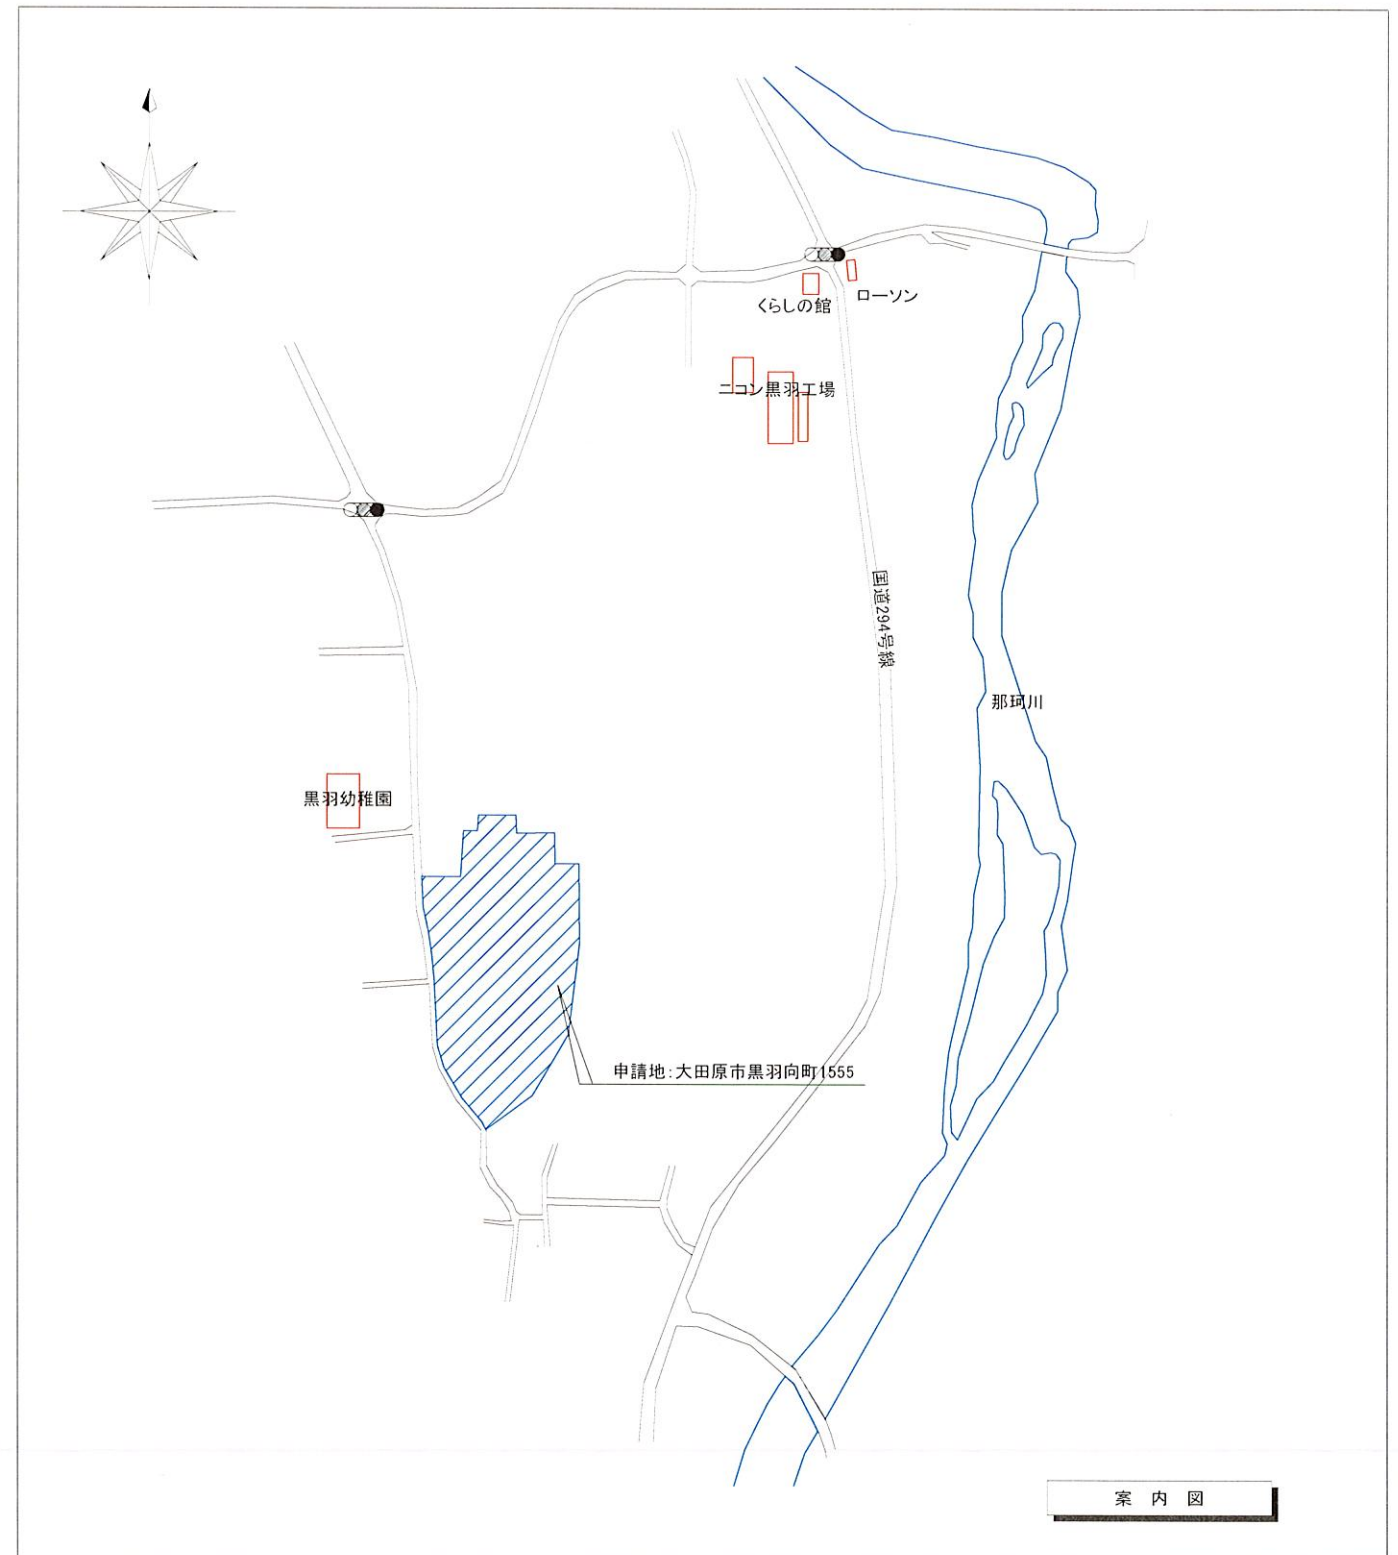 ローソン
くらしの館
ニコン黒羽工場
国道294号線
那珂川
黒羽幼稚園
申請地:大田原市黒羽向町1555
案内図